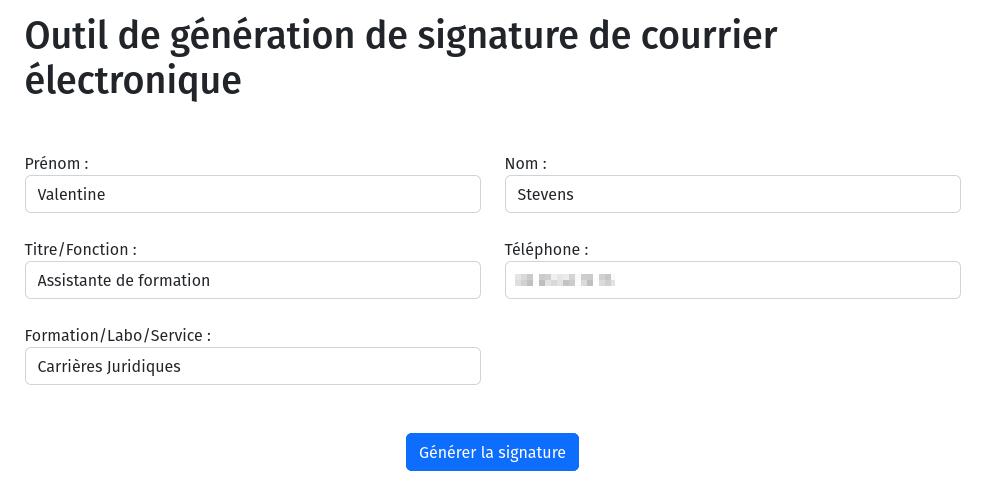 Outil de génération de signature de courrier
électronique
Prénom :
Nom :
Valentine
Stevens
Titre/Fonction :
Téléphone :
Assistante de formation
Formation/Labo/Service :
Carrières Juridiques
Générer la signature